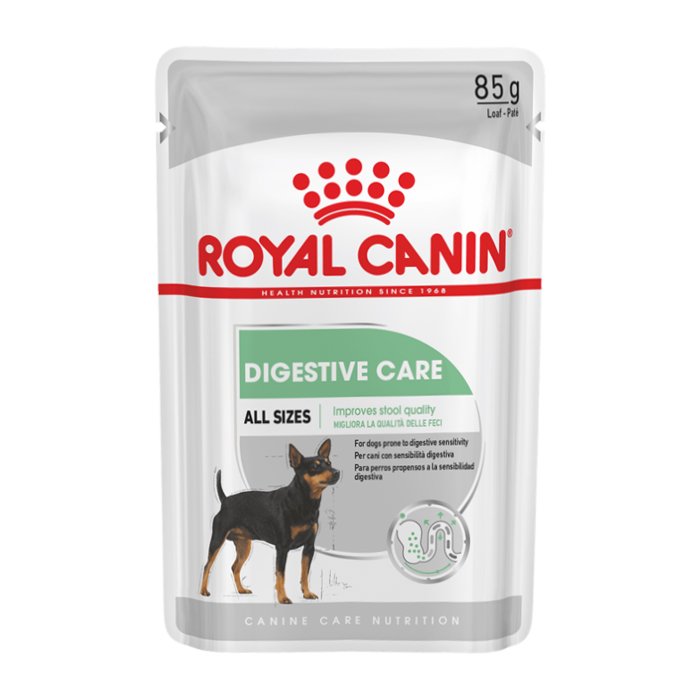 85g
Loaf - Paté
ROYAL CANIN®
HEALTH NUTRITION SINCE 1968
DIGESTIVE CARE
ALL SIZES
Improves stool quality
MIGLIORA LA QUALITÀ DELLE FECI
For dogs prone to digestive sensitivity
Per cani con sensibilità digestiva
Para perros propensos a la sensibilidad
digestiva
CANINE CARE NUTRITION